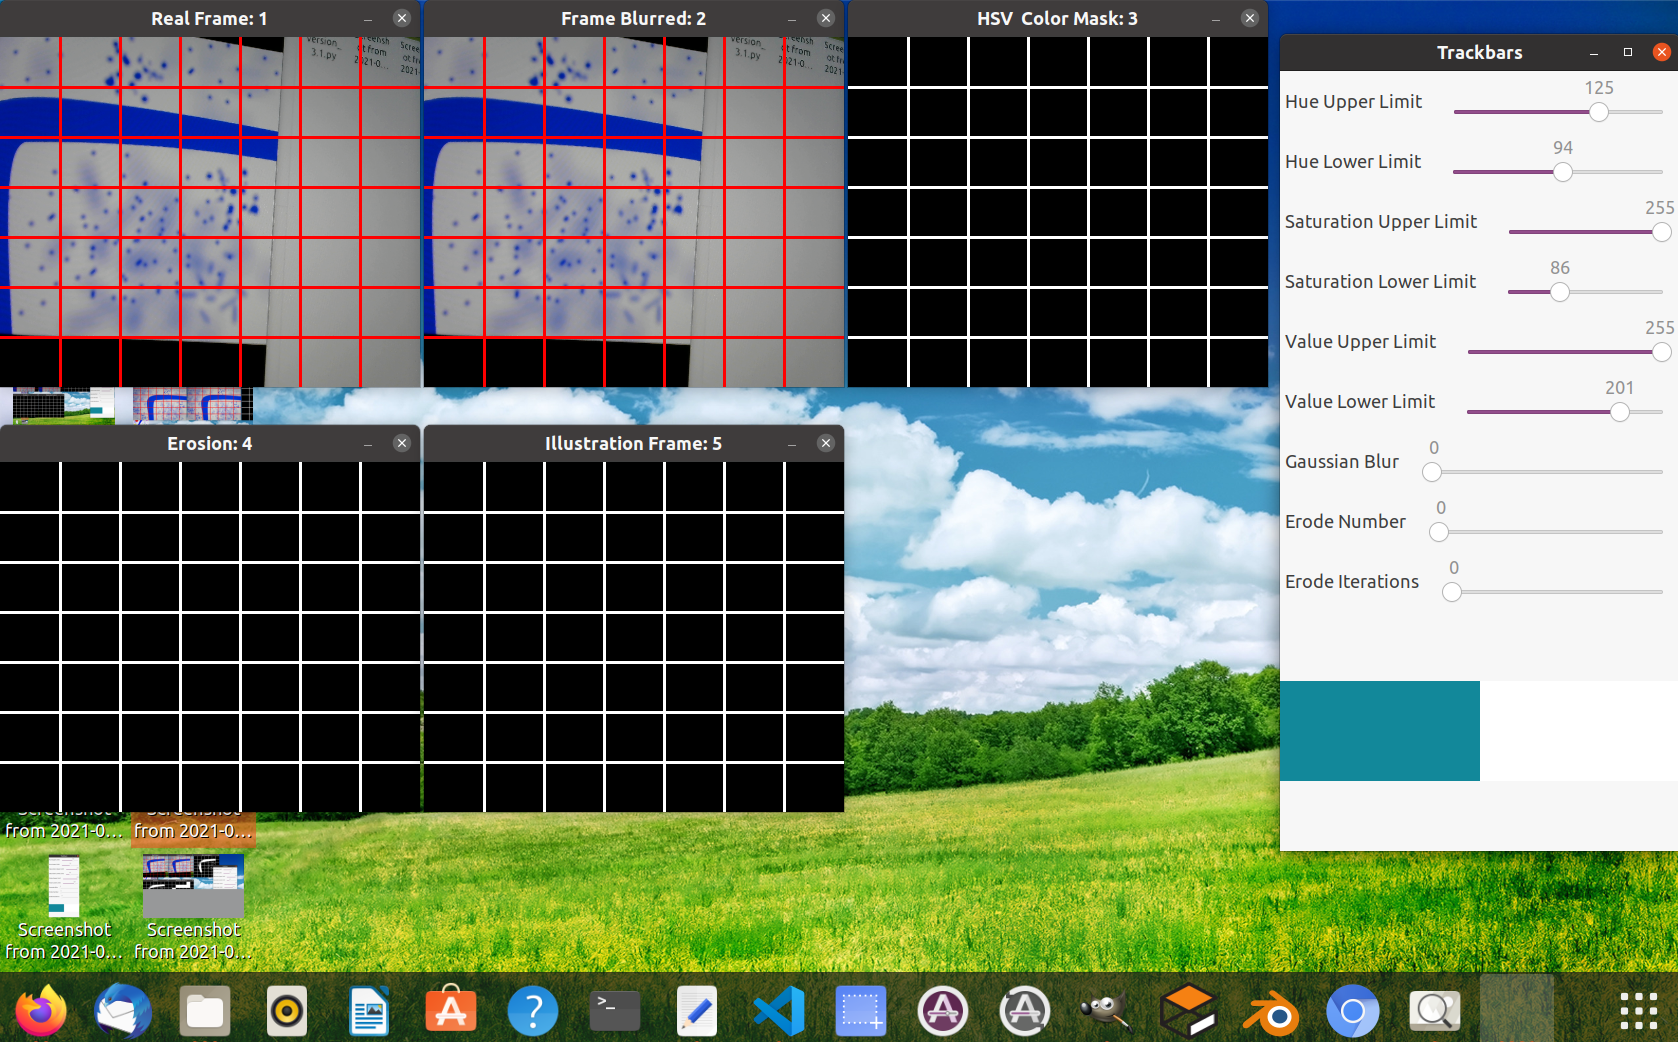 Real Frame: 1
Frame Blurred: 2
HSV Color Mask: 3
Trackbars
version_
3.1.py
ot from
2021-0...
Scree
2021-
version_
3.1.py
ot from
2021-0...
Scree
2021-
Hue Upper Limit
125
Hue Lower Limit
94
Saturation Upper Limit
255
Saturation Lower Limit
86
Value Upper Limit
255
Value Lower Limit
201
Gaussian Blur
0
Erode Number
0
Erode Iterations
0
Erosion: 4
Illustration Frame: 5
Screenshot
from 2021-0...
Screenshot
from 2021-0...
Screenshot
from 2021-0...
Screenshot
from 2021-0...